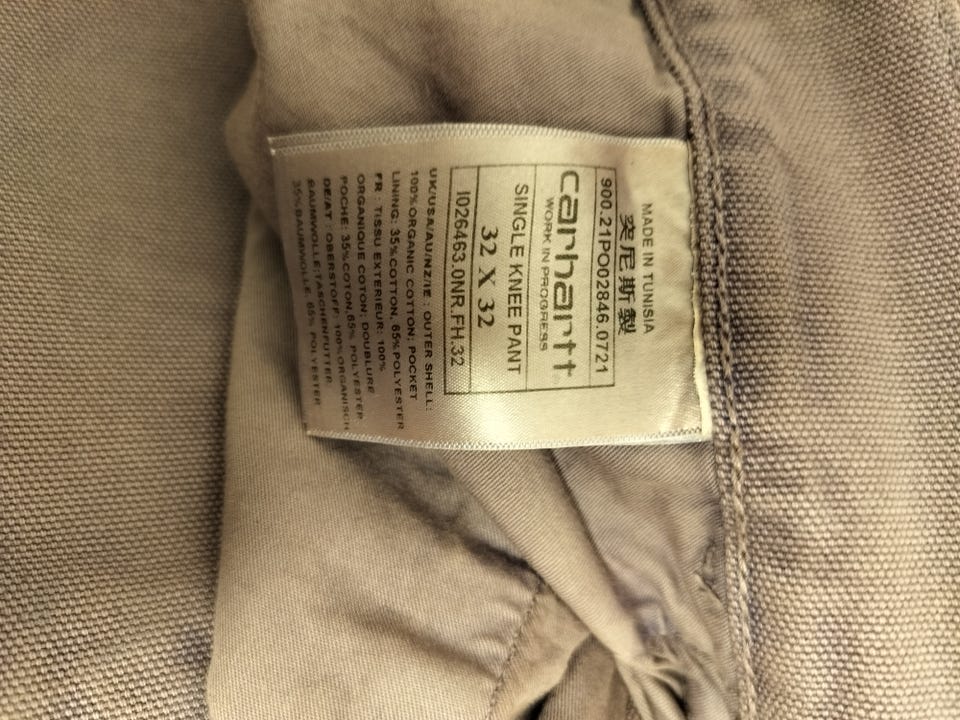 MADE IN TUNISIA
突尼斯製
900.21PO02846.0721
carhartt
WORK IN PROGRESS
SINGLE KNEE PANT
32 X 32
I026463.0NR.FH.32
UK/USA/AU/NZ/IE : OUTER SHELL:
100% ORGANIC COTTON; POCKET
LINING: 35% COTTON, 65% POLYESTER
FR : TISSU EXTERIEUR: 100%
ORGANIQUE COTON; DOUBLURE
POCHE: 35% COTON, 65% POLYESTER
DE/AT : OBERSTOFF: 100% ORGANISCH
BAUMWOLLE;TASCHENFUTTER:
35% BAUMWOLLE, 65% POLYESTER